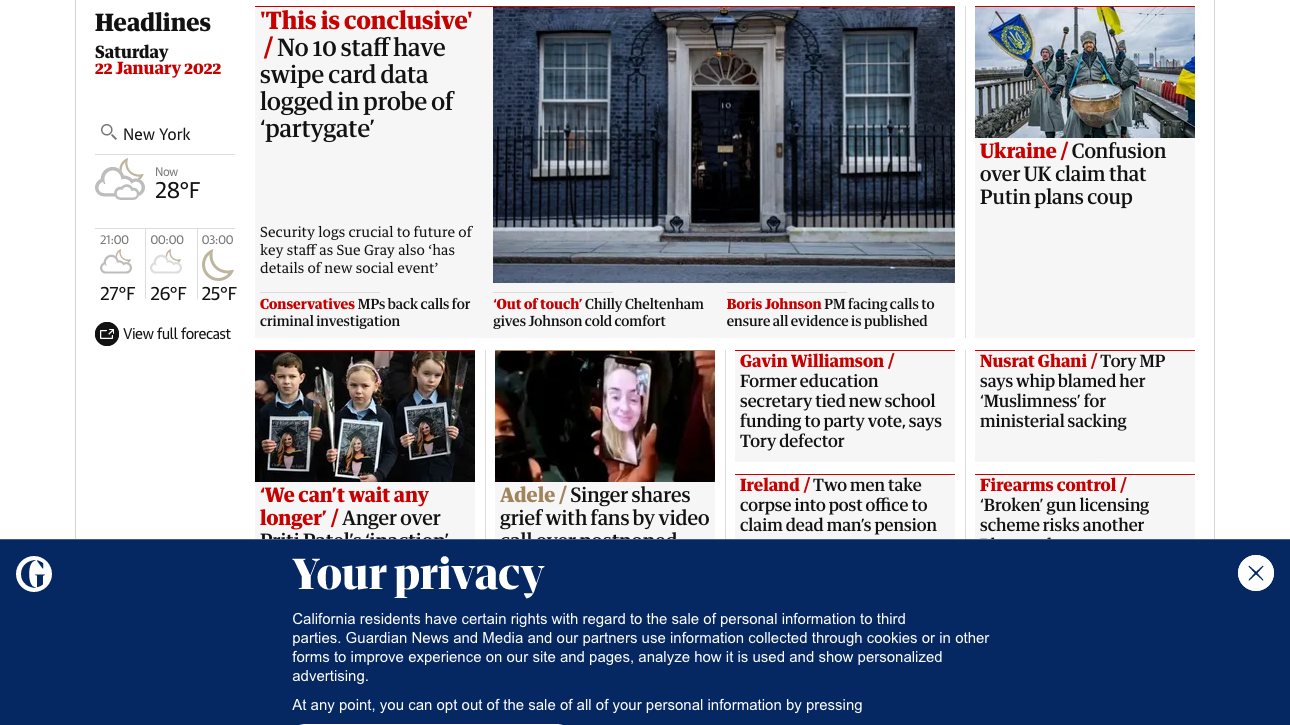 Headlines
Saturday
22 January 2022
New York
Now
28°F
21:00
00:00
03:00
27°F
26°F
25°F
View full forecast
'This is conclusive'
/ No 10 staff have
swipe card data
logged in probe of
‘partygate’
Security logs crucial to future of
key staff as Sue Gray also ‘has
details of new social event’
10
Conservatives MPs back calls for
criminal investigation
‘Out of touch’ Chilly Cheltenham
gives Johnson cold comfort
Boris Johnson PM facing calls to
ensure all evidence is published
Ukraine / Confusion
over UK claim that
Putin plans coup
‘We can’t wait any
longer’ / Anger over
Priti Patel’s ‘inaction’
Adele / Singer shares
grief with fans by video
call over postponed
Gavin Williamson /
Former education
secretary tied new school
funding to party vote, says
Tory defector
Nusrat Ghani / Tory MP
says whip blamed her
‘Muslimness’ for
ministerial sacking
Ireland / Two men take
corpse into post office to
claim dead man’s pension
Firearms control /
‘Broken’ gun licensing
scheme risks another
G
Your privacy
California residents have certain rights with regard to the sale of personal information to third
parties. Guardian News and Media and our partners use information collected through cookies or in other
forms to improve experience on our site and pages, analyze how it is used and show personalized
advertising.
At any point, you can opt out of the sale of all of your personal information by pressing